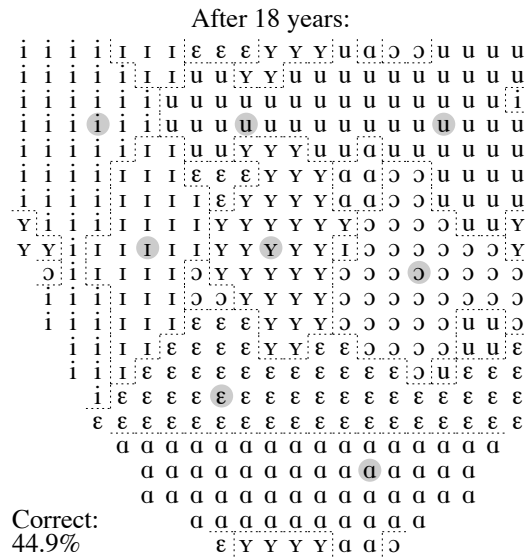 After 18 years:
i i i i ɪ ɪ ɪ ɛ ɛ ɛ ʏ ʏ ʏ u ɑ ɔ ɔ u u u u
i i i i i ɪ ɪ u u ʏ ʏ u u u u u u u u u u
i i i i i i u u u u u u u u u u u u u u i
i i i i i i u u u u u u u u u u u u u u u
i i i i i ɪ ɪ u u ʏ ʏ ʏ u u ɑ u u u u u u
i i i i ɪ ɪ ɪ ɛ ɛ ɛ ʏ ʏ ʏ ɑ ɑ ɔ ɔ u u u u
i i i i ɪ ɪ ɪ ɪ ɛ ʏ ʏ ʏ ʏ ɑ ɑ ɔ ɔ u u u u
ʏ i i i ɪ ɪ ɪ ɪ ʏ ʏ ʏ ʏ ʏ ʏ ɔ ɔ ɔ ɔ u u ʏ
ʏ ʏ i ɪ ɪ ɪ ɪ ɪ ʏ ʏ ʏ ʏ ʏ ɪ ɔ ɔ ɔ ɔ ɔ ɔ ʏ
ɔ i ɪ ɪ ɪ ɪ ɔ ʏ ʏ ʏ ʏ ʏ ɔ ɔ ɔ ɔ ɔ ɔ ɔ ɔ
i i i ɪ ɪ ɪ ɔ ɔ ʏ ʏ ʏ ʏ ɔ ɔ ɔ ɔ ɔ ɔ ɔ ɔ
i i i ɪ ɪ ɪ ɛ ɛ ɛ ʏ ʏ ʏ ɔ ɔ ɔ ɔ ɔ u u ɔ
i i ɪ ɪ ɛ ɛ ɛ ɛ ʏ ʏ ɛ ɛ ɔ ɔ ɔ ɔ u u ɛ
i i ɪ ɛ ɛ ɛ ɛ ɛ ɛ ɛ ɛ ɛ ɛ ɛ ɔ u ɛ ɛ ɛ
i ɛ ɛ ɛ ɛ ɛ ɛ ɛ ɛ ɛ ɛ ɛ ɛ ɛ ɛ ɛ ɛ ɛ
ɛ ɛ ɛ ɛ ɛ ɛ ɛ ɛ ɛ ɛ ɛ ɛ ɛ ɛ ɛ ɛ ɛ ɛ
ɑ ɑ ɑ ɑ ɑ ɑ ɑ ɑ ɑ ɑ ɑ ɑ ɑ ɑ ɑ ɑ
ɑ ɑ ɑ ɑ ɑ ɑ ɑ ɑ ɑ ɑ ɑ ɑ ɑ ɑ
ɑ ɑ ɑ ɑ ɑ ɑ ɑ ɑ ɑ ɑ ɑ ɑ ɑ ɑ
Correct: ɑ ɑ ɑ ɑ ɑ ɑ ɑ ɑ ɑ ɑ
44.9% ɛ ʏ ʏ ʏ ʏ ɑ ɑ ɔ